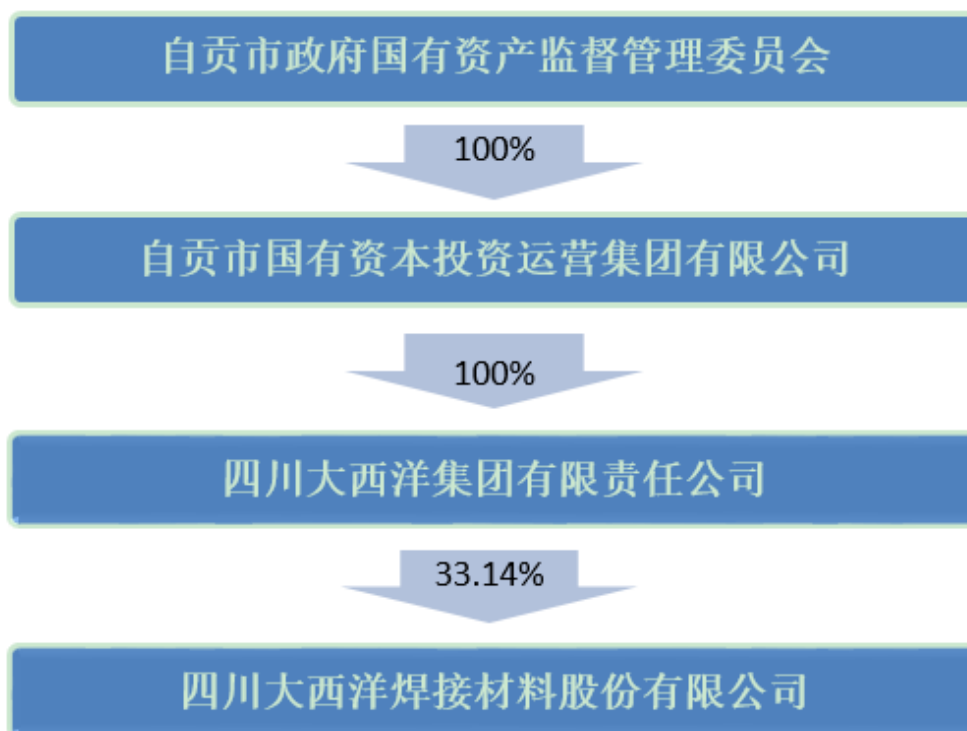 自贡市政府国有资产监督管理委员会
100%
自贡市国有资本投资运营集团有限公司
100%
四川大西洋集团有限责任公司
33.14%
四川大西洋焊接材料股份有限公司